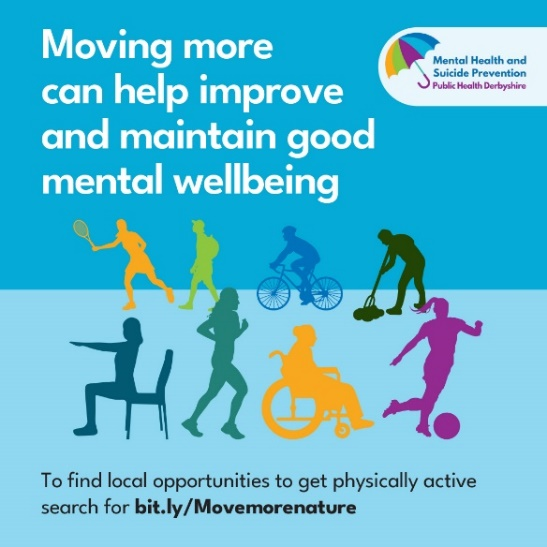 Moving more
can help improve
and maintain good
mental wellbeing
Mental Health and
Suicide Prevention
Public Health Derbyshire
To find local opportunities to get physically active
search for bit.ly/Movemorenature